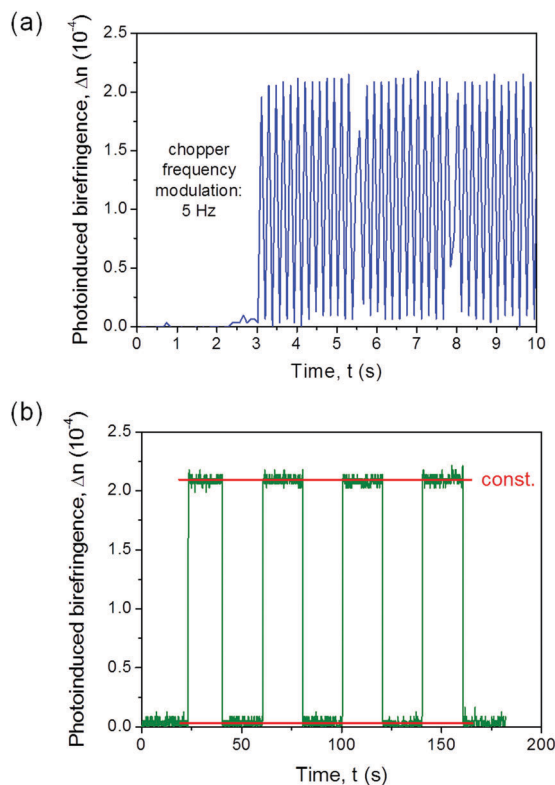 (a)
Photoinduced birefringence, Δn (10⁻⁴)
2.5
2.0
1.5
1.0
0.5
0.0
chopper
frequency
modulation:
5 Hz
0 1 2 3 4 5 6 7 8 9 10
Time, t (s)
(b)
Photoinduced birefringence, Δn (10⁻⁴)
2.5
2.0
1.5
1.0
0.5
0.0
const.
0 50 100 150 200
Time, t (s)